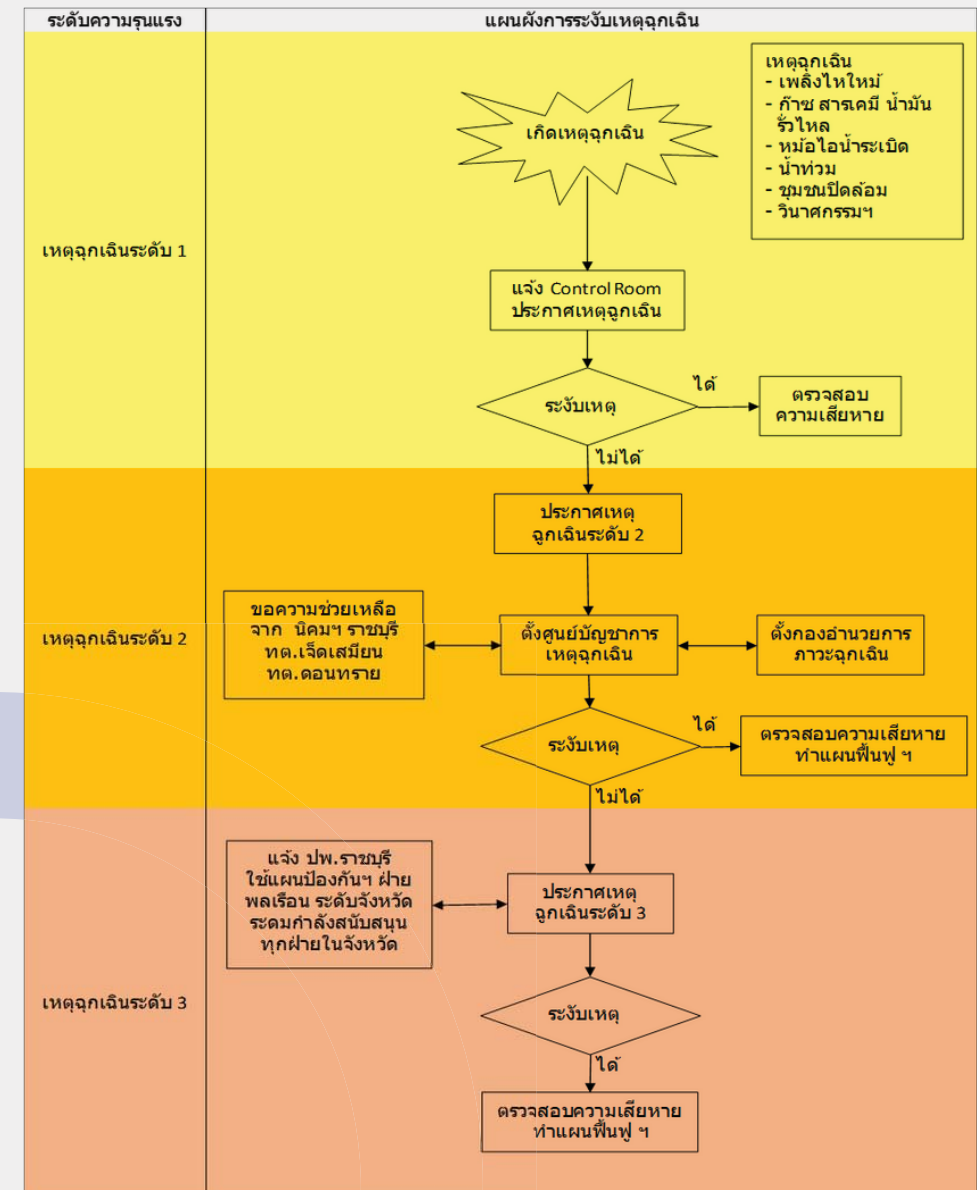 ระดับความรุนแรง
แผนผังการระงับเหตุฉุกเฉิน
เหตุฉุกเฉินระดับ 1
เกิดเหตุฉุกเฉิน
เหตุฉุกเฉิน
- เพลิงไหใหม้
- ก๊าซ สารเคมี น้ำมัน
รั่วไหล
- หม้อไอน้ำระเบิด
- น้ำท่วม
- ชุมชนปิดล้อม
- วินาศกรรมฯ
แจ้ง Control Room
ประกาศเหตุฉูกเฉิน
ระงับเหตุ
ได้
ตรวจสอบ
ความเสียหาย
ไม่ได้
เหตุฉุกเฉินระดับ 2
ประกาศเหตุ
ฉูกเฉินระดับ 2
ขอความช่วยเหลือ
จาก นิคมฯ ราชบุรี
ทต.เจ็ดเสมียน
ทต.ดอนทราย
ตั้งศูนย์บัญชาการ
เหตุฉุกเฉิน
ตั้งกองอำนวยการ
ภาวะฉุกเฉิน
ระงับเหตุ
ได้
ตรวจสอบความเสียหาย
ทำแผนฟื้นฟู ฯ
ไม่ได้
เหตุฉุกเฉินระดับ 3
แจ้ง ปพ.ราชบุรี
ใช้แผนป้องกันฯ ฝ่าย
พลเรือน ระดับจังหวัด
ระดมกำลังสนับสนุน
ทุกฝ่ายในจังหวัด
ประกาศเหตุ
ฉูกเฉินระดับ 3
ระงับเหตุ
ได้
ตรวจสอบความเสียหาย
ทำแผนฟื้นฟู ฯ